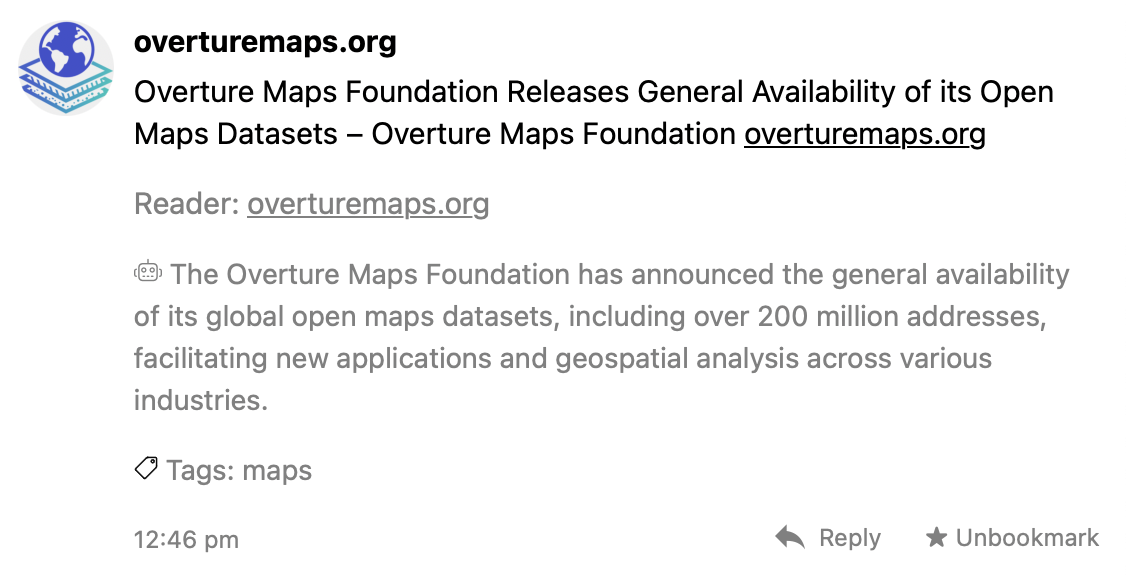 overturemaps.org
Overture Maps Foundation Releases General Availability of its Open
Maps Datasets – Overture Maps Foundation overturemaps.org
Reader: overturemaps.org
The Overture Maps Foundation has announced the general availability
of its global open maps datasets, including over 200 million addresses,
facilitating new applications and geospatial analysis across various
industries.
Tags: maps
12:46 pm
Reply
Unbookmark